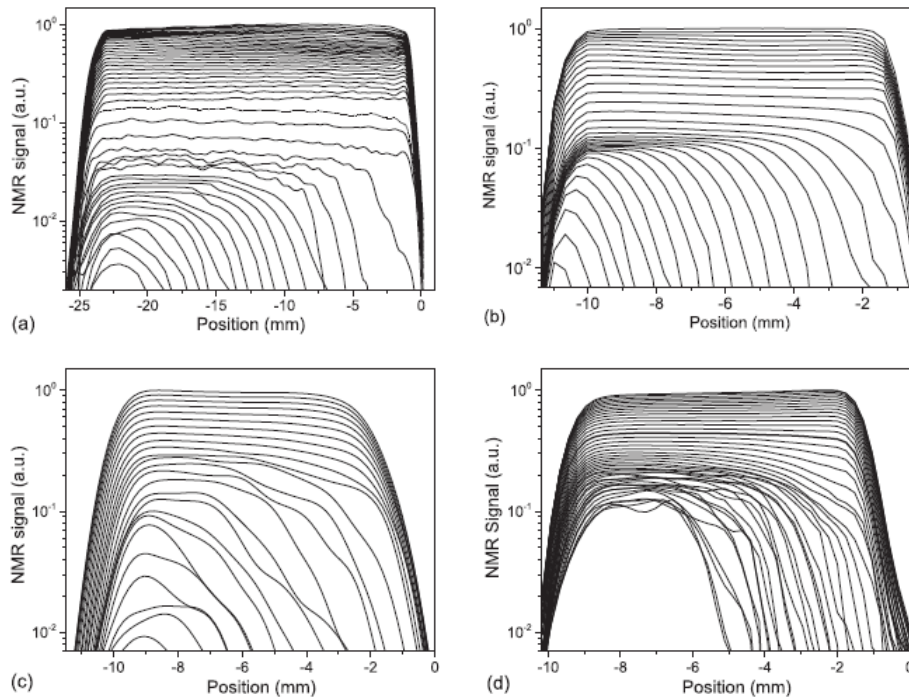 10⁰
10⁻¹
10⁻²
NMR signal (a.u.)
-25 -20 -15 -10 -5 0
Position (mm)
(a)
10⁰
10⁻¹
10⁻²
NMR signal (a.u.)
-10 -8 -6 -4 -2
Position (mm)
(b)
10⁰
10⁻¹
10⁻²
NMR signal (a.u.)
-10 -8 -6 -4 -2 0
Position (mm)
(c)
10⁰
10⁻¹
10⁻²
NMR Signal (a.u.)
-10 -8 -6 -4 -2 0
Position (mm)
(d)